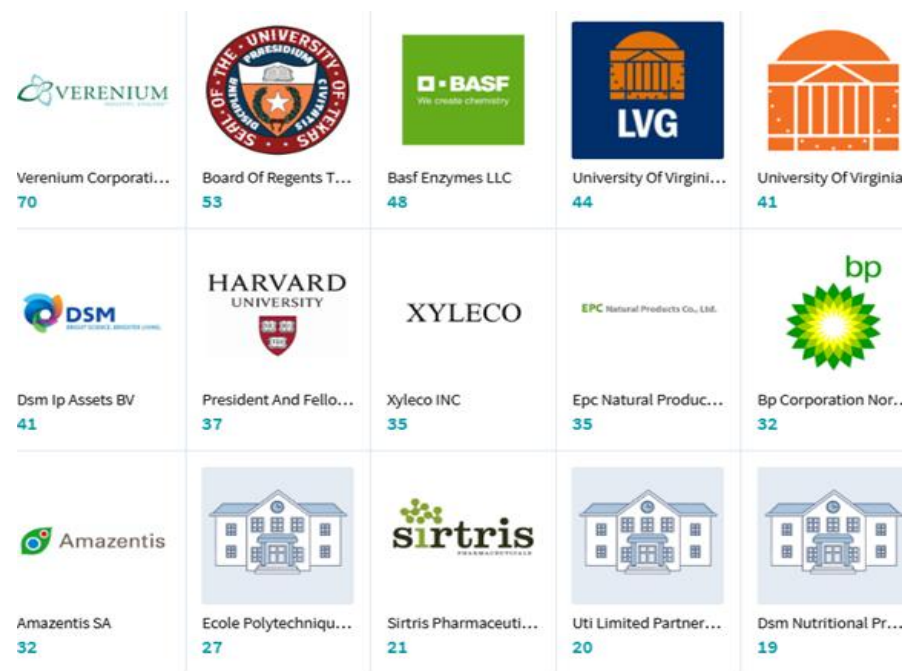 VERENIUM
SEAL OF THE UNIVERSITY OF TEXAS
PRAESIDIUM
DISCIPLINA
CIVITATIS
BASF
We create chemistry
LVG
Verenium Corporati...
Board Of Regents T...
Basf Enzymes LLC
University Of Virgini...
University Of Virginia
70
53
48
44
41
DSM
BRIGHT SCIENCE. BRIGHTER LIVING.
HARVARD
UNIVERSITY
VE RI
TAS
XYLECO
EPC Natural Products Co., Ltd.
bp
Dsm Ip Assets BV
President And Fello...
Xyleco INC
Epc Natural Produc...
Bp Corporation Nor...
41
37
35
35
32
Amazentis
sirtris
PHARMACEUTICALS
Amazentis SA
Ecole Polytechniqu...
Sirtris Pharmaceuti...
Uti Limited Partner...
Dsm Nutritional Pr...
32
27
21
20
19